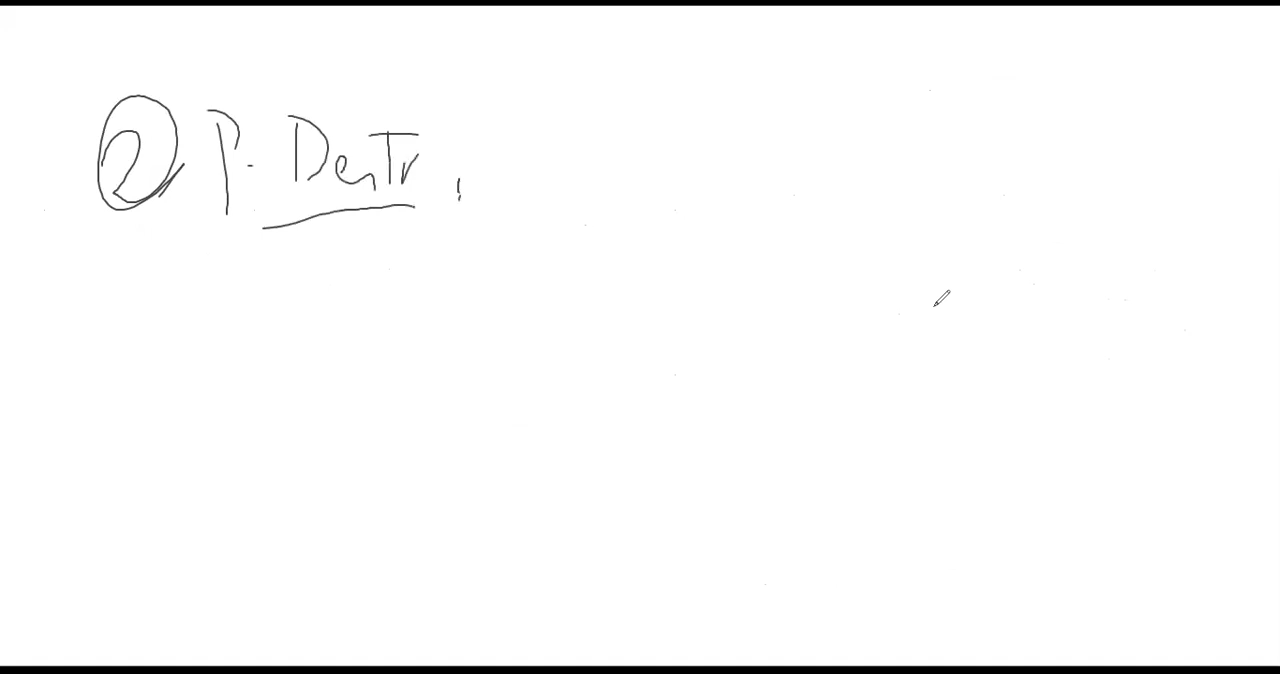 ② P. DenTr.